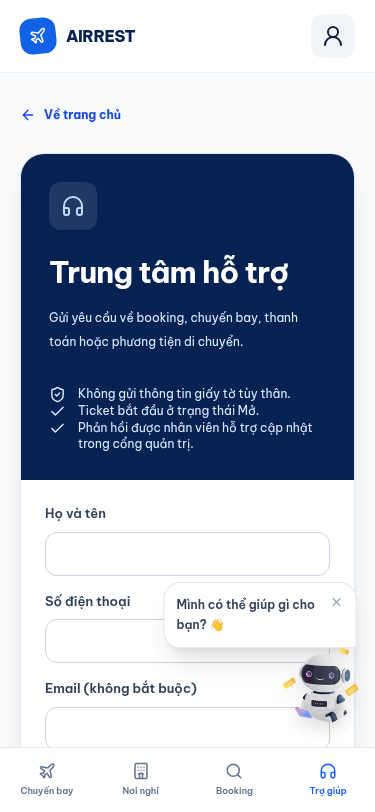 AIRREST
Về trang chủ
Trung tâm hỗ trợ
Gửi yêu cầu về booking, chuyến bay, thanh
toán hoặc phương tiện di chuyển.
Không gửi thông tin giấy tờ tùy thân.
Ticket bắt đầu ở trạng thái Mở.
Phản hồi được nhân viên hỗ trợ cập nhật
trong cổng quản trị.
Họ và tên
Số điện thoại
Mình có thể giúp gì cho
bạn? 👋
Email (không bắt buộc)
Chuyến bay
Nơi nghỉ
Booking
Trợ giúp